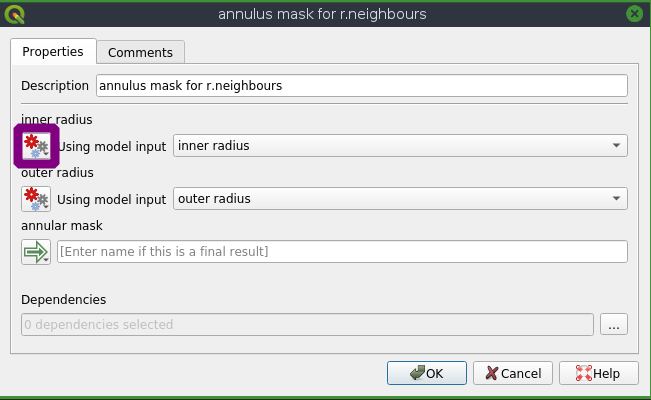 annulus mask for r.neighbours
Properties Comments
Description annulus mask for r.neighbours
inner radius
Using model input inner radius
outer radius
Using model input outer radius
annular mask
[Enter name if this is a final result]
Dependencies
0 dependencies selected ...
OK Cancel Help